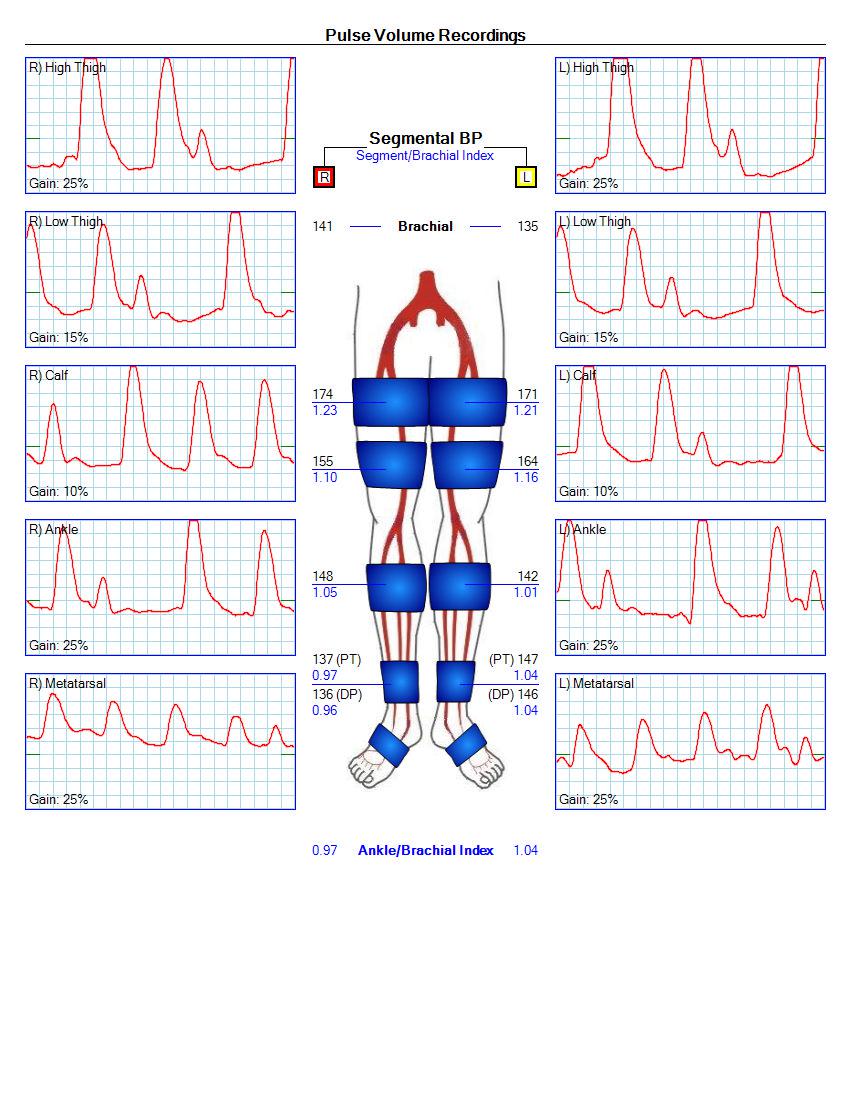 Pulse Volume Recordings
R) High Thigh
Gain: 25%
L) High Thigh
Gain: 25%
Segmental BP
Segment/Brachial Index
R
L
141 Brachial 135
R) Low Thigh
Gain: 15%
L) Low Thigh
Gain: 15%
R) Calf
Gain: 10%
L) Calf
Gain: 10%
174 171
1.23 1.21
155 164
1.10 1.16
R) Ankle
Gain: 25%
L) Ankle
Gain: 25%
148 142
1.05 1.01
137 (PT) (PT) 147
0.97 1.04
136 (DP) (DP) 146
0.96 1.04
R) Metatarsal
Gain: 25%
L) Metatarsal
Gain: 25%
0.97 Ankle/Brachial Index 1.04